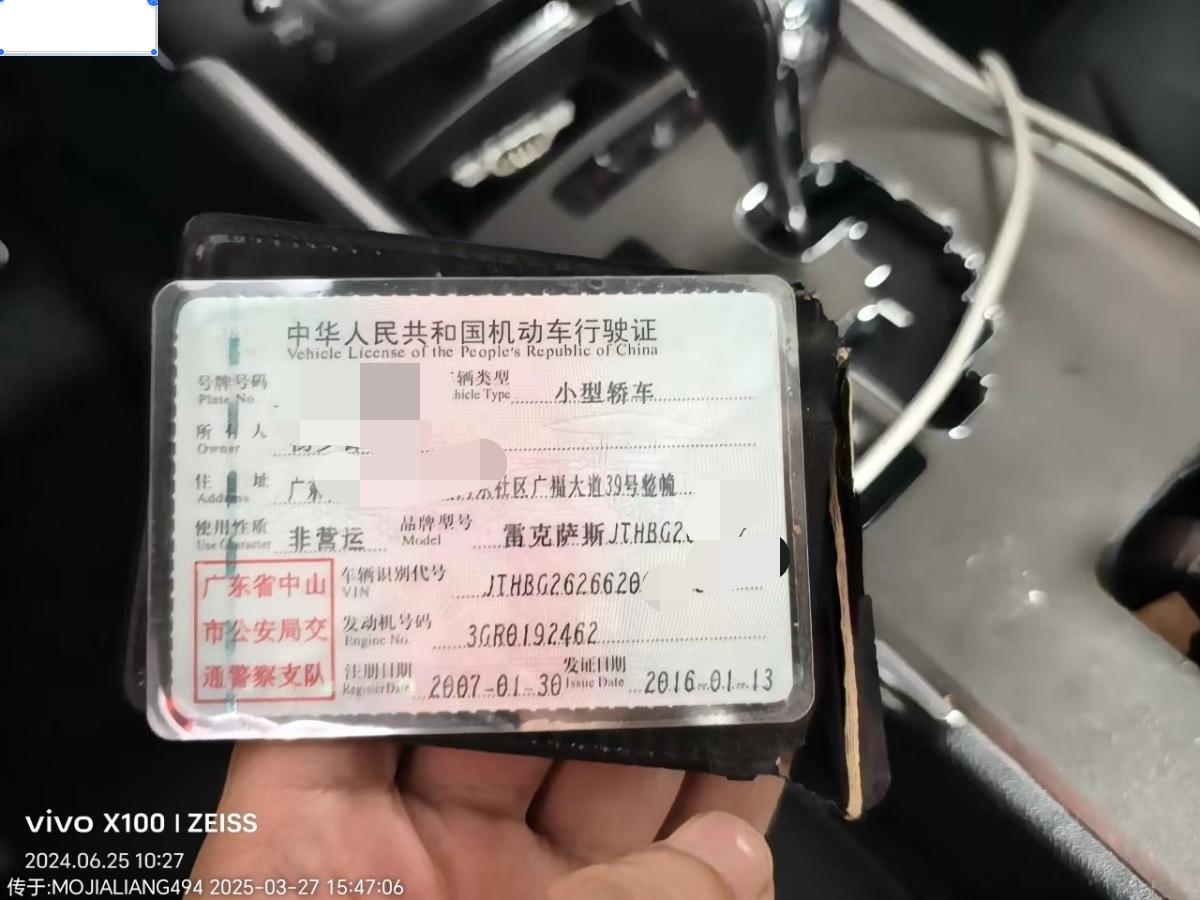 中华人民共和国机动车行驶证
Vehicle License of the People's Republic of China
号牌号码
Plate No.
辆类型 小型轿车
hicle Type
所有人
Owner
住址 广 社区广福大道39号整幢
Address
使用性质 非营运
Use Character
品牌型号 雷克萨斯JTHBG2
Model
广东省中山
市公安局交
通警察支队
车辆识别代号 JTHBG2626620
VIN
发动机号码 3GR0192462
Engine No.
注册日期 2007-01-30
Register Date
发证日期 2016-01-13
Issue Date
vivo X100 | ZEISS
2024.06.25 10:27
传于:MOJIALIANG494 2025-03-27 15:47:06